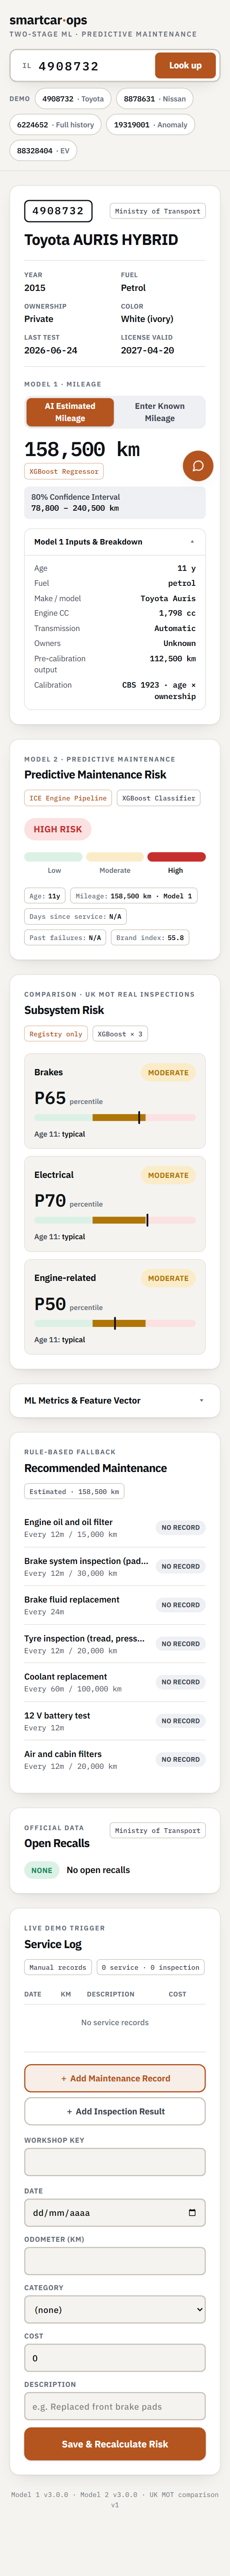 smartcar·ops
TWO-STAGE ML · PREDICTIVE MAINTENANCE
IL 4908732 Look up
DEMO 4908732 · Toyota 8878631 · Nissan
6224652 · Full history 19319001 · Anomaly
88328404 · EV
4908732 Ministry of Transport
Toyota AURIS HYBRID
YEAR FUEL
2015 Petrol
OWNERSHIP COLOR
Private White (ivory)
LAST TEST LICENSE VALID
2026-06-24 2027-04-20
MODEL 1 · MILEAGE
AI Estimated Mileage Enter Known Mileage
158,500 km
XGBoost Regressor
80% Confidence Interval
78,800 – 240,500 km
Model 1 Inputs & Breakdown
Age 11 y
Fuel petrol
Make / model Toyota Auris
Engine CC 1,798 cc
Transmission Automatic
Owners Unknown
Pre-calibration output 112,500 km
Calibration CBS 1923 · age × ownership
MODEL 2 · PREDICTIVE MAINTENANCE
Predictive Maintenance Risk
ICE Engine Pipeline XGBoost Classifier
HIGH RISK
Low Moderate High
Age: 11y Mileage: 158,500 km · Model 1
Days since service: N/A
Past failures: N/A Brand index: 55.8
COMPARISON · UK MOT REAL INSPECTIONS
Subsystem Risk
Registry only XGBoost × 3
Brakes MODERATE
P65 percentile
Age 11: typical
Electrical MODERATE
P70 percentile
Age 11: typical
Engine-related MODERATE
P50 percentile
Age 11: typical
ML Metrics & Feature Vector
RULE-BASED FALLBACK
Recommended Maintenance
Estimated · 158,500 km
Engine oil and oil filter NO RECORD
Every 12m / 15,000 km
Brake system inspection (pad... NO RECORD
Every 12m / 30,000 km
Brake fluid replacement NO RECORD
Every 24m
Tyre inspection (tread, press... NO RECORD
Every 12m / 20,000 km
Coolant replacement NO RECORD
Every 60m / 100,000 km
12 V battery test NO RECORD
Every 12m
Air and cabin filters NO RECORD
Every 12m / 20,000 km
OFFICIAL DATA Ministry of Transport
Open Recalls
NONE No open recalls
LIVE DEMO TRIGGER
Service Log
Manual records 0 service · 0 inspection
DATE KM DESCRIPTION COST
No service records
+ Add Maintenance Record
+ Add Inspection Result
WORKSHOP KEY
DATE
dd/mm/aaaa
ODOMETER (KM)
CATEGORY
(none)
COST
0
DESCRIPTION
e.g. Replaced front brake pads
Save & Recalculate Risk
Model 1 v3.0.0 · Model 2 v3.0.0 · UK MOT comparison
v1